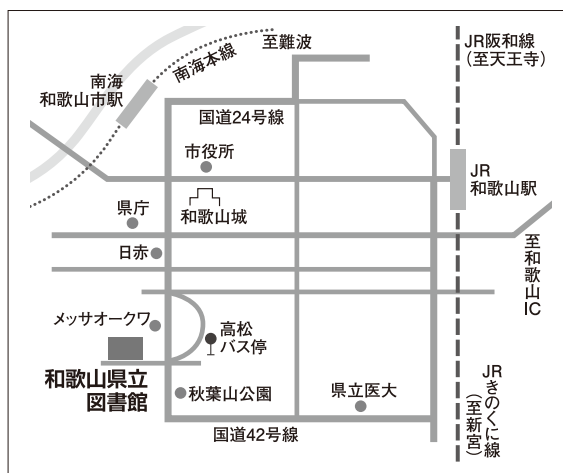 至難波
JR阪和線
（至天王寺）
南海本線
南海
和歌山市駅
国道24号線
市役所
JR
和歌山駅
和歌山城
県庁
日赤
至和歌山IC
メッサオークワ
高松
バス停
和歌山県立
図書館
秋葉山公園
県立医大
JRきのくに線
（至新宮）
国道42号線